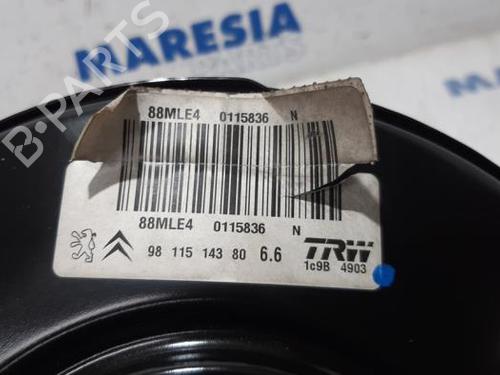 MARESIA
B-PARTS
88MLE4 0115836 N
88MLE4 0115836 N
98 115 143 80 6.6
TRW
1c9B 4903